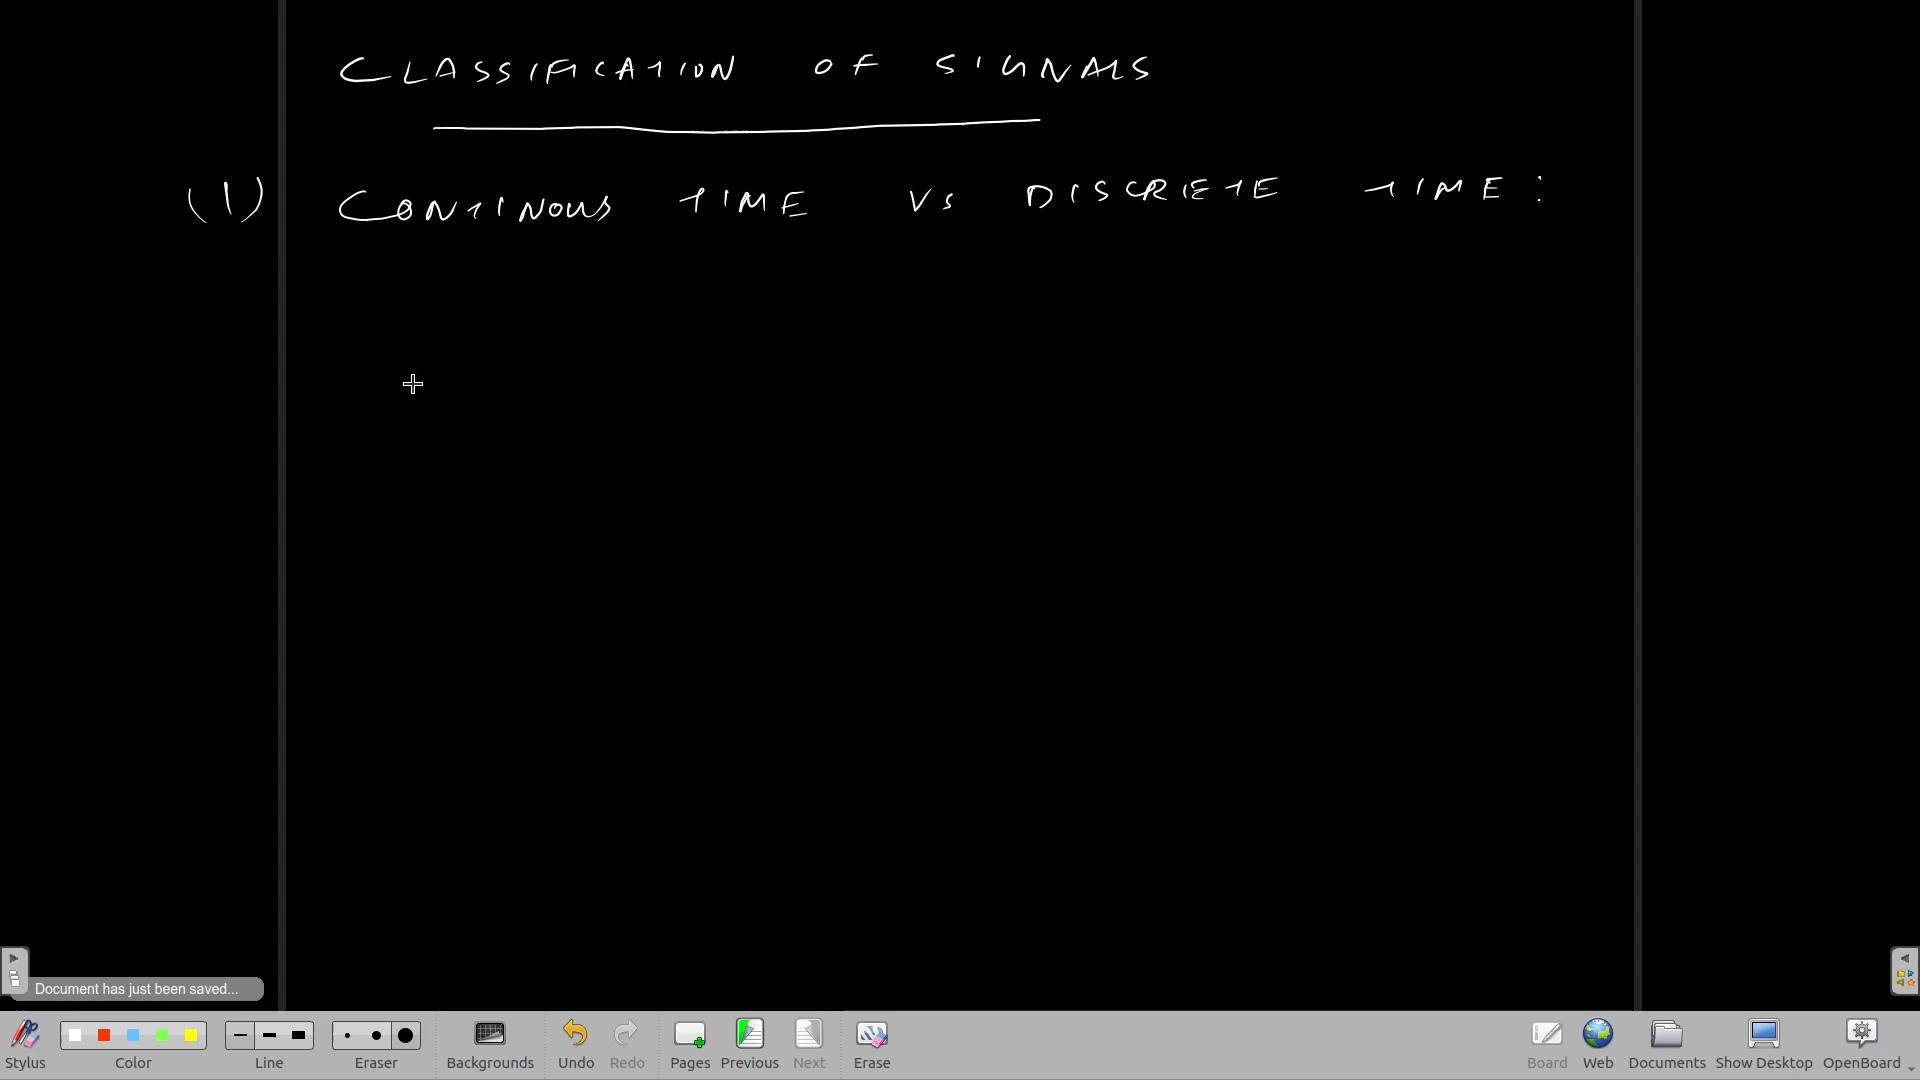 CLASSIFICATION OF SIGNALS
(1) CONTINOUS TIME VS DISCRETE TIME :
Document has just been saved...
Stylus Color Line Eraser Backgrounds Undo Redo Pages Previous Next Erase Board Web Documents Show Desktop OpenBoard